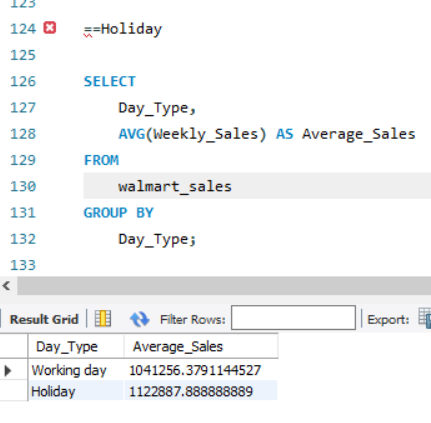 123
124 ==Holiday
125
126 SELECT
127 Day_Type,
128 AVG(Weekly_Sales) AS Average_Sales
129 FROM
130 walmart_sales
131 GROUP BY
132 Day_Type;
133
Result Grid Filter Rows: Export:
Day_Type Average_Sales
Working day 1041256.3791144527
Holiday 1122887.888888889